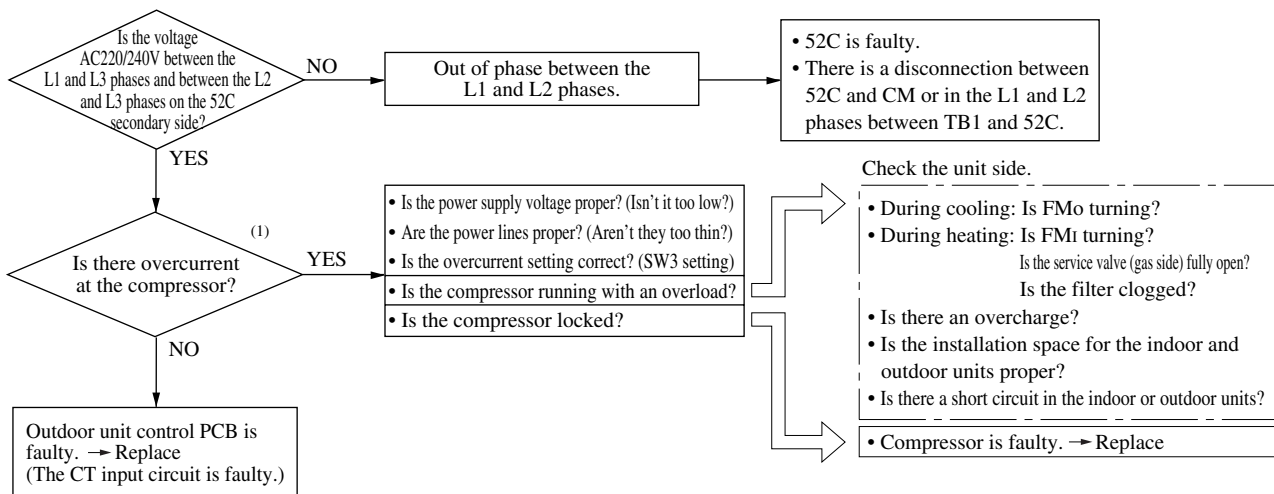 Is the voltage
AC220/240V between the
L1 and L3 phases and between the L2
and L3 phases on the 52C
secondary side?
NO
Out of phase between the
L1 and L2 phases.
• 52C is faulty.
• There is a disconnection between
52C and CM or in the L1 and L2
phases between TB1 and 52C.
YES
(1)
Is there overcurrent
at the compressor?
YES
• Is the power supply voltage proper? (Isn't it too low?)
• Are the power lines proper? (Aren't they too thin?)
• Is the overcurrent setting correct? (SW3 setting)
• Is the compressor running with an overload?
• Is the compressor locked?
Check the unit side.
• During cooling: Is FMO turning?
• During heating: Is FMI turning?
Is the service valve (gas side) fully open?
Is the filter clogged?
• Is there an overcharge?
• Is the installation space for the indoor and
outdoor units proper?
• Is there a short circuit in the indoor or outdoor units?
• Compressor is faulty. → Replace
NO
Outdoor unit control PCB is
faulty. → Replace
(The CT input circuit is faulty.)